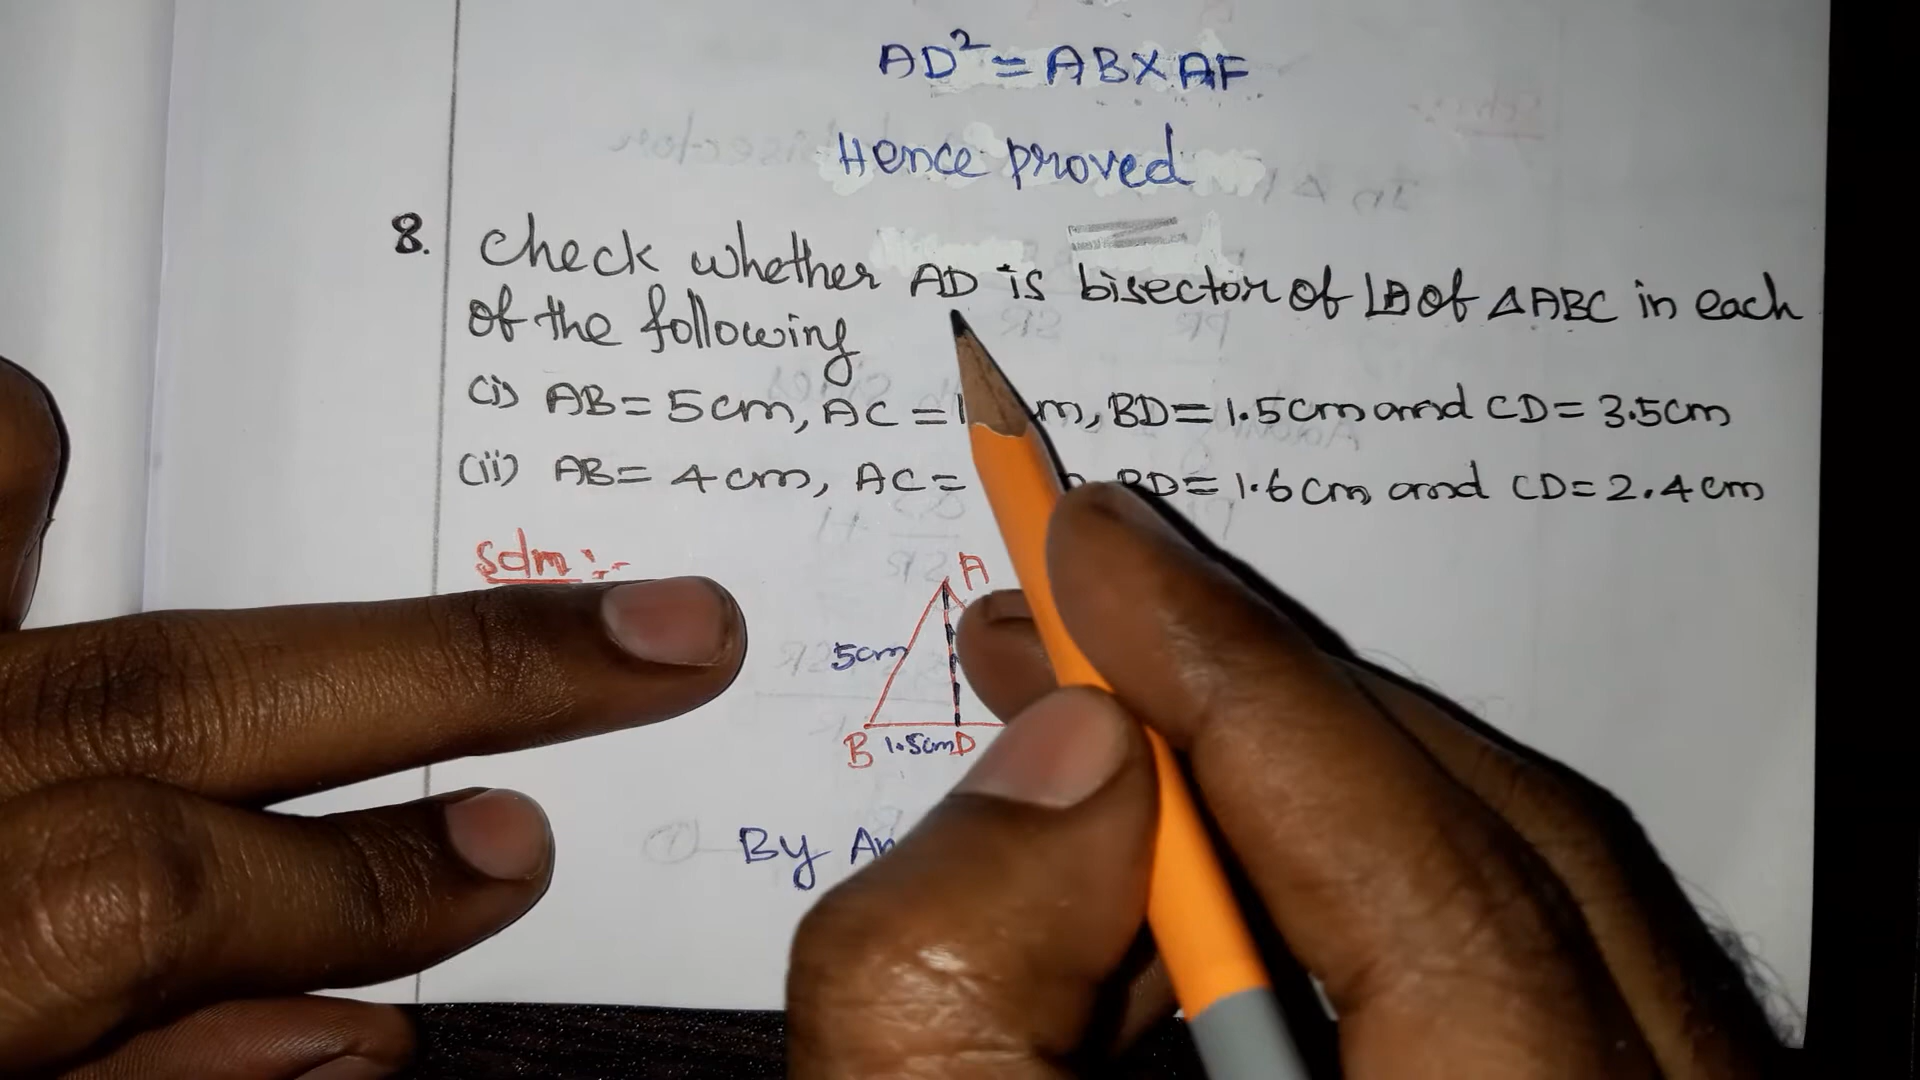 AD² = AB × AF
Hence proved
8. Check whether AD is bisector of ∠A of △ABC in each
of the following
(i) AB = 5cm, AC = 1 m, BD = 1.5cm and CD = 3.5cm
(ii) AB = 4cm, AC = BD = 1.6cm and CD = 2.4cm
Soln :-
A
5cm
B 1.5cm D
By